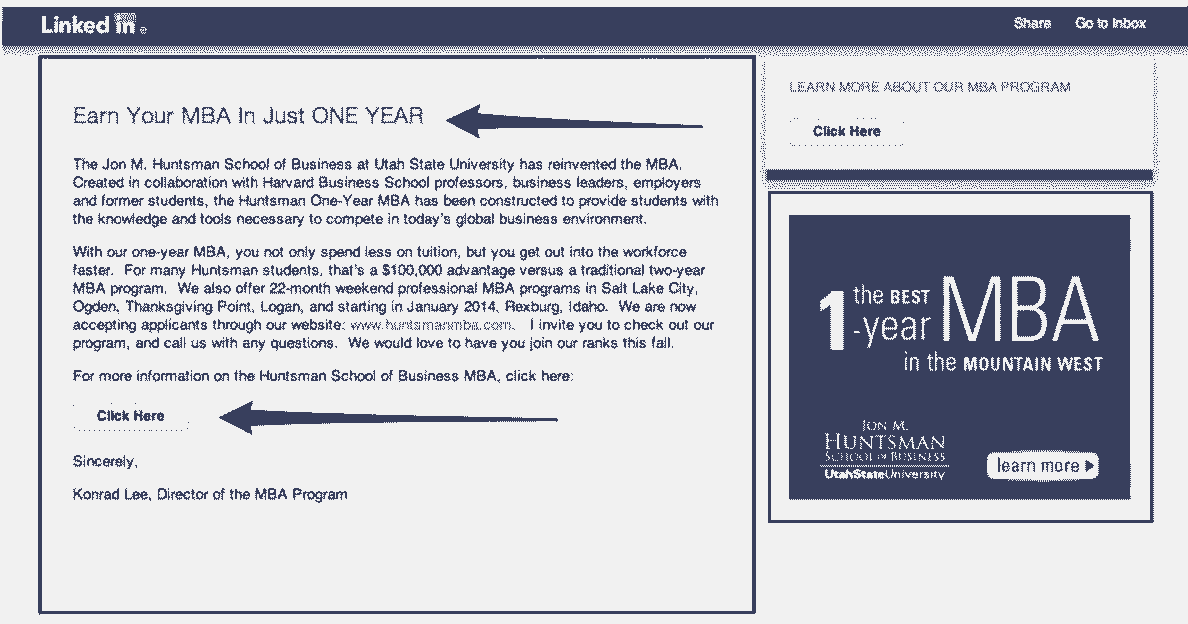 Linked in
Share Go to Inbox
Earn Your MBA In Just ONE YEAR
The Jon M. Huntsman School of Business at Utah State University has reinvented the MBA.
Created in collaboration with Harvard Business School professors, business leaders, employers
and former students, the Huntsman One-Year MBA has been constructed to provide students with
the knowledge and tools necessary to compete in today's global business environment.
With our one-year MBA, you not only spend less on tuition, but you get out into the workforce
faster. For many Huntsman students, that's a $100,000 advantage versus a traditional two-year
MBA program. We also offer 22-month weekend professional MBA programs in Salt Lake City,
Ogden, Thanksgiving Point, Logan, and starting in January 2014, Rexburg, Idaho. We are now
accepting applicants through our website: www.huntsmanmba.com. I invite you to check out our
program, and call us with any questions. We would love to have you join our ranks this fall.
For more information on the Huntsman School of Business MBA, click here:
Click Here
Sincerely,
Konrad Lee, Director of the MBA Program
LEARN MORE ABOUT OUR MBA PROGRAM
Click Here
the BEST
1-year MBA
in the MOUNTAIN WEST
JON M.
HUNTSMAN
SCHOOL OF BUSINESS
UtahStateUniversity
learn more